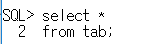 SQL> select *
  2  from tab;